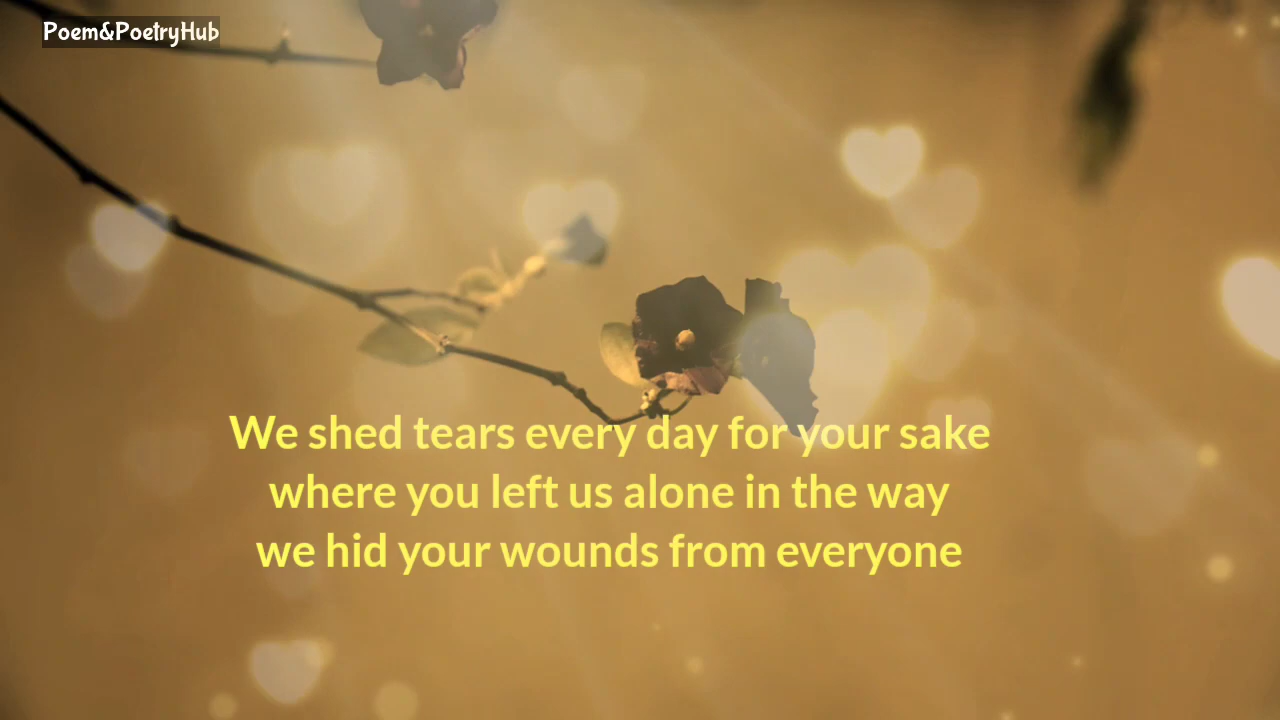 Poem&PoetryHub
We shed tears every day for your sake
where you left us alone in the way
we hid your wounds from everyone